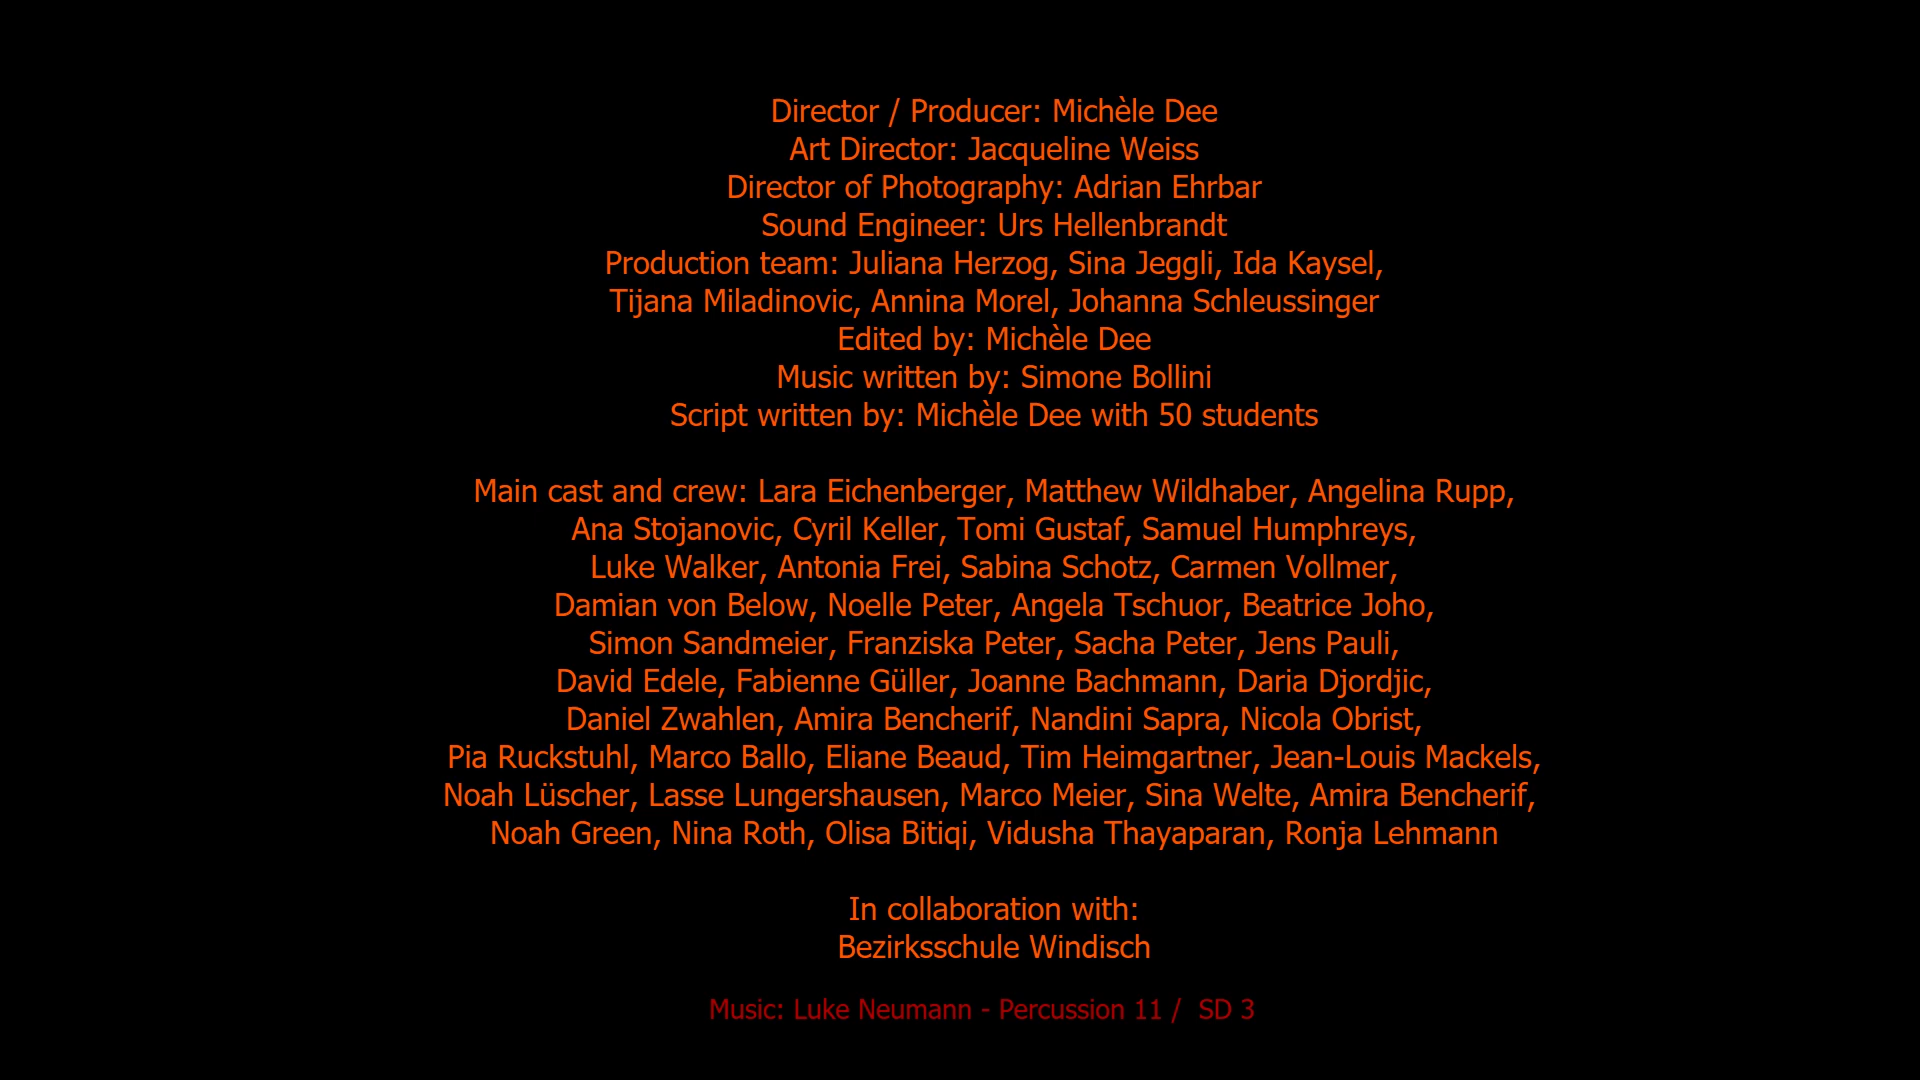 Director / Producer: Michèle Dee
Art Director: Jacqueline Weiss
Director of Photography: Adrian Ehrbar
Sound Engineer: Urs Hellenbrandt
Production team: Juliana Herzog, Sina Jeggli, Ida Kaysel,
Tijana Miladinovic, Annina Morel, Johanna Schleussinger
Edited by: Michèle Dee
Music written by: Simone Bollini
Script written by: Michèle Dee with 50 students
Main cast and crew: Lara Eichenberger, Matthew Wildhaber, Angelina Rupp,
Ana Stojanovic, Cyril Keller, Tomi Gustaf, Samuel Humphreys,
Luke Walker, Antonia Frei, Sabina Schotz, Carmen Vollmer,
Damian von Below, Noelle Peter, Angela Tschuor, Beatrice Joho,
Simon Sandmeier, Franziska Peter, Sacha Peter, Jens Pauli,
David Edele, Fabienne Güller, Joanne Bachmann, Daria Djordjic,
Daniel Zwahlen, Amira Bencherif, Nandini Sapra, Nicola Obrist,
Pia Ruckstuhl, Marco Ballo, Eliane Beaud, Tim Heimgartner, Jean-Louis Mackels,
Noah Lüscher, Lasse Lungershausen, Marco Meier, Sina Welte, Amira Bencherif,
Noah Green, Nina Roth, Olisa Bitiqi, Vidusha Thayaparan, Ronja Lehmann
In collaboration with:
Bezirksschule Windisch
Music: Luke Neumann - Percussion 11 /  SD 3